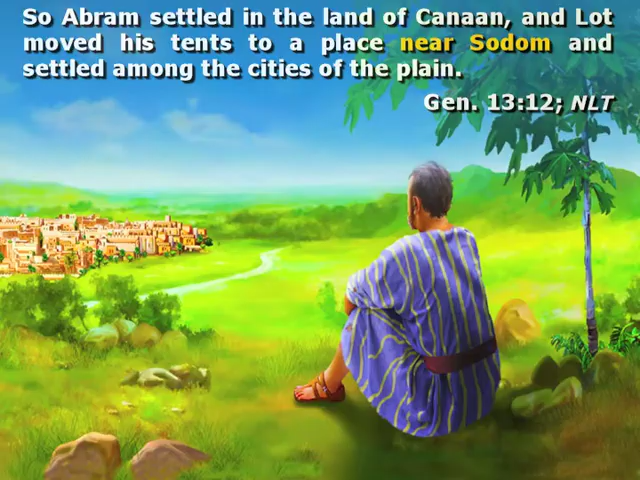 So Abram settled in the land of Canaan, and Lot
moved his tents to a place near Sodom and
settled among the cities of the plain.
Gen. 13:12; NLT